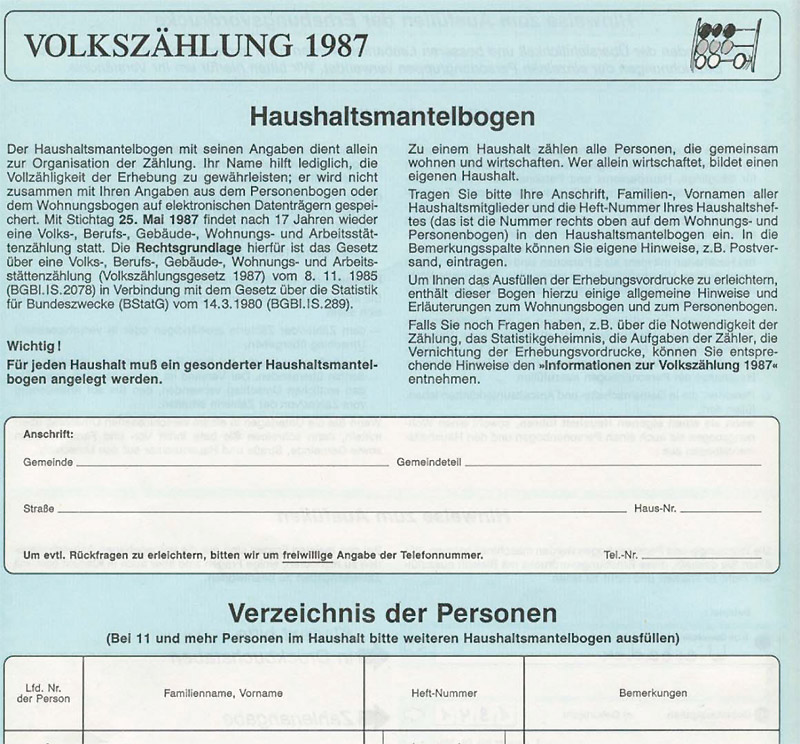 VOLKSZÄHLUNG 1987
Haushaltsmantelbogen
Der Haushaltsmantelbogen mit seinen Angaben dient allein
zur Organisation der Zählung. Ihr Name hilft lediglich, die
Vollzähligkeit der Erhebung zu gewährleisten; er wird nicht
zusammen mit Ihren Angaben aus dem Personenbogen oder
dem Wohnungsbogen auf elektronischen Datenträgern gespei-
chert. Mit Stichtag 25. Mai 1987 findet nach 17 Jahren wieder
eine Volks-, Berufs-, Gebäude-, Wohnungs- und Arbeitsstät-
tenzählung statt. Die Rechtsgrundlage hierfür ist das Gesetz
über eine Volks-, Berufs-, Gebäude-, Wohnungs- und Arbeits-
stättenzählung (Volkszählungsgesetz 1987) vom 8. 11. 1985
(BGBl.IS.2078) in Verbindung mit dem Gesetz über die Statistik
für Bundeszwecke (BStatG) vom 14.3.1980 (BGBl.IS.289).
Wichtig!
Für jeden Haushalt muß ein gesonderter Haushaltsmantel-
bogen angelegt werden.
Zu einem Haushalt zählen alle Personen, die gemeinsam
wohnen und wirtschaften. Wer allein wirtschaftet, bildet einen
eigenen Haushalt.
Tragen Sie bitte Ihre Anschrift, Familien-, Vornamen aller
Haushaltsmitglieder und die Heft-Nummer Ihres Haushaltshef-
tes (das ist die Nummer rechts oben auf dem Wohnungs- und
Personenbogen) in den Haushaltsmantelbogen ein. In die
Bemerkungsspalte können Sie eigene Hinweise, z.B. Postver-
sand, eintragen.
Um Ihnen das Ausfüllen der Erhebungsvordrucke zu erleichtern,
enthält dieser Bogen hierzu einige allgemeine Hinweise und
Erläuterungen zum Wohnungsbogen und zum Personenbogen.
Falls Sie noch Fragen haben, z.B. über die Notwendigkeit der
Zählung, das Statistikgeheimnis, die Aufgaben der Zähler, die
Vernichtung der Erhebungsvordrucke, können Sie entspre-
chende Hinweise den »Informationen zur Volkszählung 1987«
entnehmen.
Anschrift:
Gemeinde Gemeindeteil
Straße Haus-Nr.
Um evtl. Rückfragen zu erleichtern, bitten wir um freiwillige Angabe der Telefonnummer. Tel.-Nr.
Verzeichnis der Personen
(Bei 11 und mehr Personen im Haushalt bitte weiteren Haushaltsmantelbogen ausfüllen)
Lfd. Nr.
der Person
Familienname, Vorname
Heft-Nummer
Bemerkungen